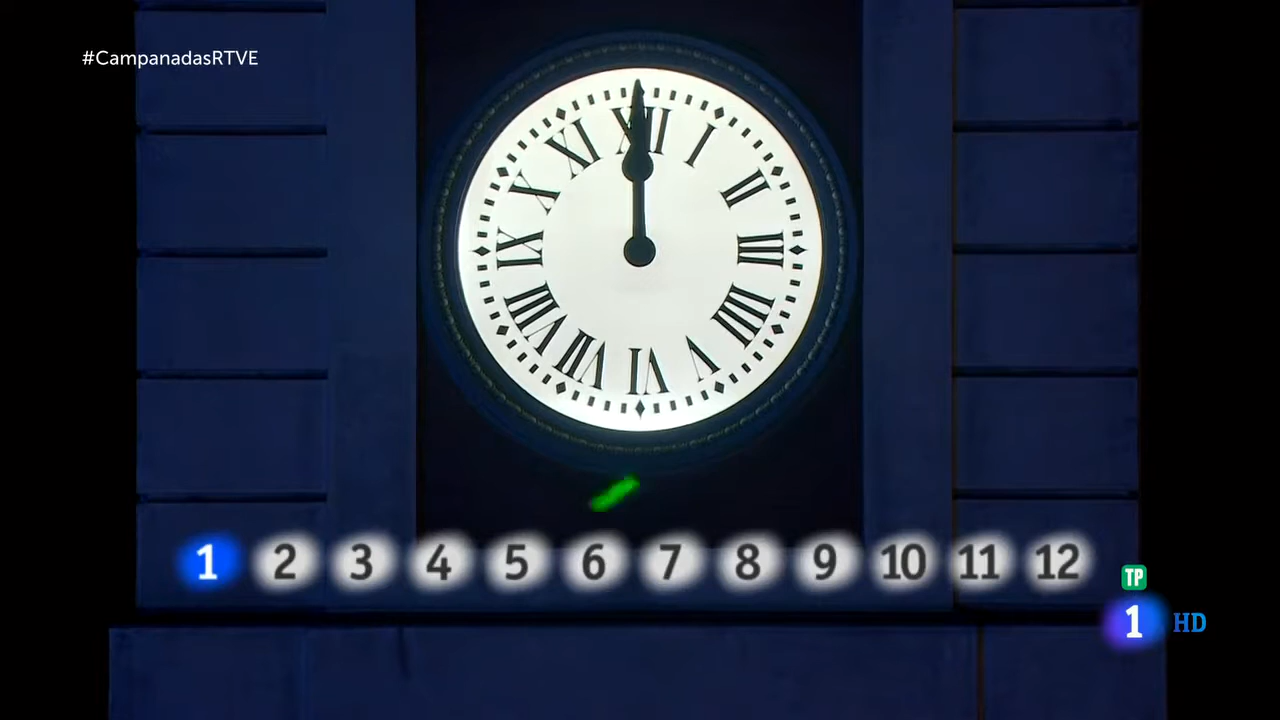 #CampanadasRTVE
XII
I
II
III
IIII
V
VI
VII
VIII
IX
X
XI
1 2 3 4 5 6 7 8 9 10 11 12
TP
1 HD